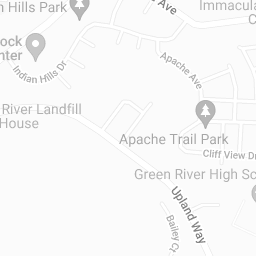 n Hills Park
Ave
Immacula
C
ock
nter
Indian Hills Dr
Apache Ave
River Landfill
House
Apache Trail Park
Cliff View Dr
Green River High Sc
Upland Way
Bailey Ct